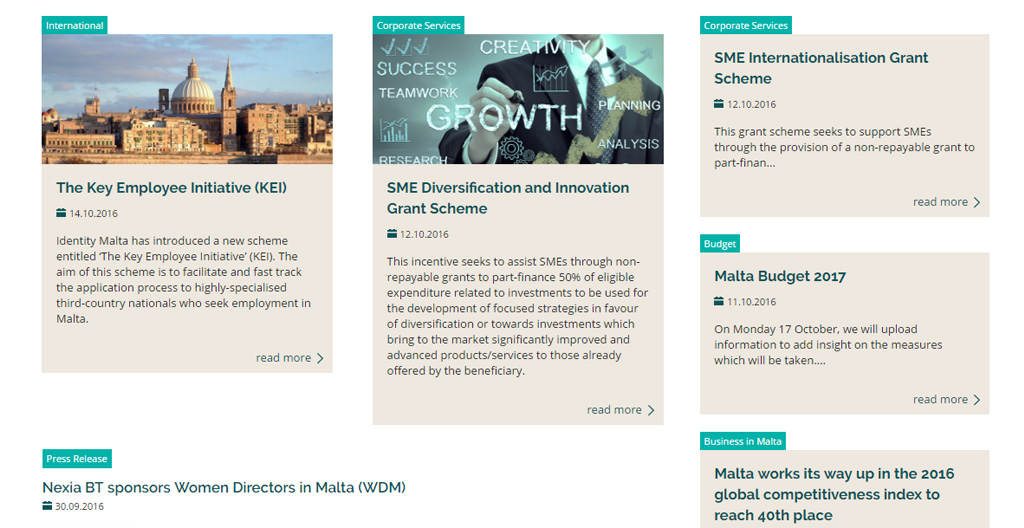 International
The Key Employee Initiative (KEI)
14.10.2016
Identity Malta has introduced a new scheme
entitled ‘The Key Employee Initiative’ (KEI). The
aim of this scheme is to facilitate and fast track
the application process to highly-specialised
third-country nationals who seek employment in
Malta.
read more
Corporate Services
CREATIVITY
SUCCESS
TEAMWORK
GROWTH
PLANNING
ANALYSIS
RESEARCH
SME Diversification and Innovation
Grant Scheme
12.10.2016
This incentive seeks to assist SMEs through non-
repayable grants to part-finance 50% of eligible
expenditure related to investments to be used for
the development of focused strategies in favour
of diversification or towards investments which
bring to the market significantly improved and
advanced products/services to those already
offered by the beneficiary.
read more
Corporate Services
SME Internationalisation Grant
Scheme
12.10.2016
This grant scheme seeks to support SMEs
through the provision of a non-repayable grant to
part-finan...
read more
Budget
Malta Budget 2017
11.10.2016
On Monday 17 October, we will upload
information to add insight on the measures
which will be taken....
read more
Press Release
Nexia BT sponsors Women Directors in Malta (WDM)
30.09.2016
Business in Malta
Malta works its way up in the 2016
global competitiveness index to
reach 40th place